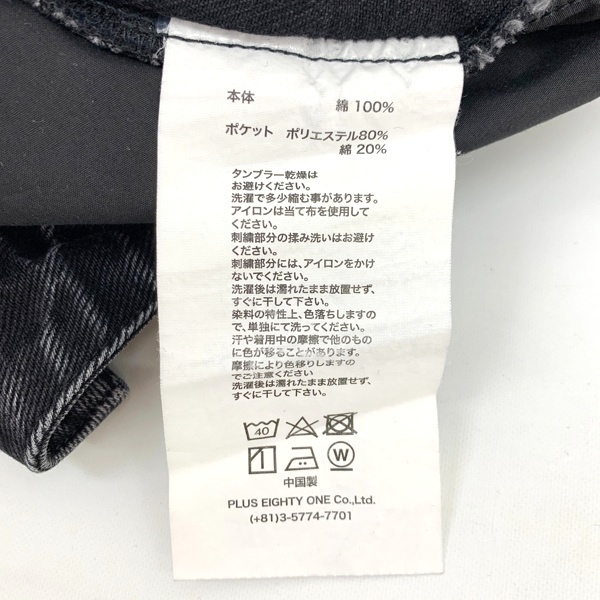 本体 綿 100%
ポケット ポリエステル80%
綿 20%
タンブラー乾燥は
お避けください。
洗濯で多少縮む事があります。
アイロンは当て布を使用して
ください。
刺繍部分の揉み洗いはお避け
ください。
刺繍部分には、アイロンをかけ
ないでください。
洗濯後は濡れたまま放置せず、
すぐに干して下さい。
染料の特性上、色落ちしますの
で、単独にて洗ってください。
汗や着用中の摩擦で他のもの
に色が移ることがあります。
摩擦により色移りしますの
でご注意ください
洗濯後は濡れたまま放置せず、
すぐに干して下さい。
40
W
中国製
PLUS EIGHTY ONE Co.,Ltd.
(+81)3-5774-7701